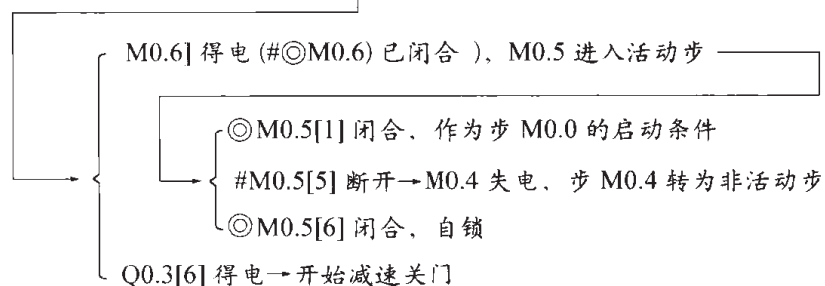 M0.6] 得电 (#◎M0.6) 已闭合 ), M0.5 进入活动步
◎M0.5[1] 闭合, 作为步 M0.0 的启动条件
#M0.5[5] 断开→M0.4 失电, 步 M0.4 转为非活动步
◎M0.5[6] 闭合, 自锁
Q0.3[6] 得电→开始减速关门